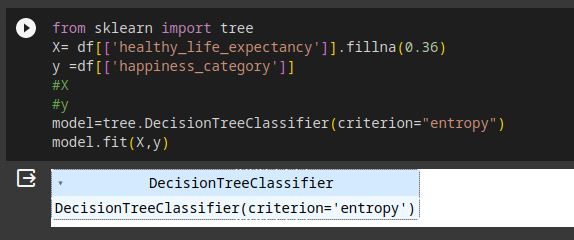 from sklearn import tree
X= df[['healthy_life_expectancy']].fillna(0.36)
y =df[['happiness_category']]
#X
#y
model=tree.DecisionTreeClassifier(criterion="entropy")
model.fit(X,y)
DecisionTreeClassifier
DecisionTreeClassifier(criterion='entropy')